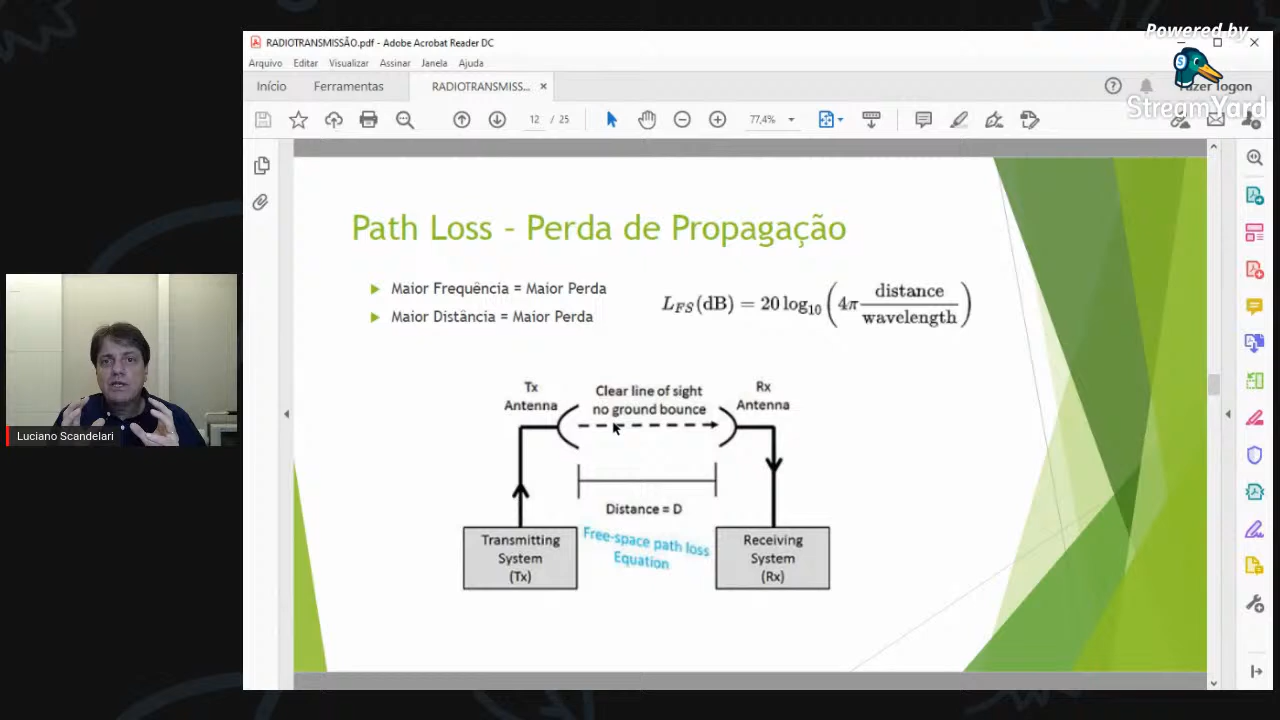 Powered by
StreamYard
RADIOTRANSMISSÃO.pdf - Adobe Acrobat Reader DC
Arquivo Editar Visualizar Assinar Janela Ajuda
Início Ferramentas RADIOTRANSMISS... × Fazer logon
12 / 25 77,4%
Path Loss - Perda de Propagação
Maior Frequência = Maior Perda
Maior Distância = Maior Perda
L_FS(dB) = 20 log₁₀ (4π distance / wavelength)
Tx
Antenna
Clear line of sight
no ground bounce
Rx
Antenna
Distance = D
Free-space path loss
Equation
Transmitting
System
(Tx)
Receiving
System
(Rx)
Luciano Scandelari